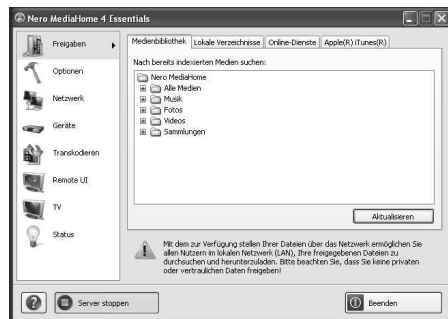 Nero MediaHome 4 Essentials
Freigaben
Optionen
Netzwerk
Geräte
Transkodieren
Remote UI
TV
Status
Medienbibliothek
Lokale Verzeichnisse
Online-Dienste
Apple(R) iTunes(R)
Nach bereits indexierten Medien suchen:
Nero MediaHome
Alle Medien
Musik
Fotos
Videos
Sammlungen
Aktualisieren
Mit dem zur Verfügung stellen Ihrer Dateien über das Netzwerk ermöglichen Sie
allen Nutzern im lokalen Netzwerk (LAN), Ihre freigegebenen Dateien zu
durchsuchen und herunterzuladen. Bitte beachten Sie, dass Sie keine privaten
oder vertraulichen Daten freigeben!
Server stoppen
Beenden